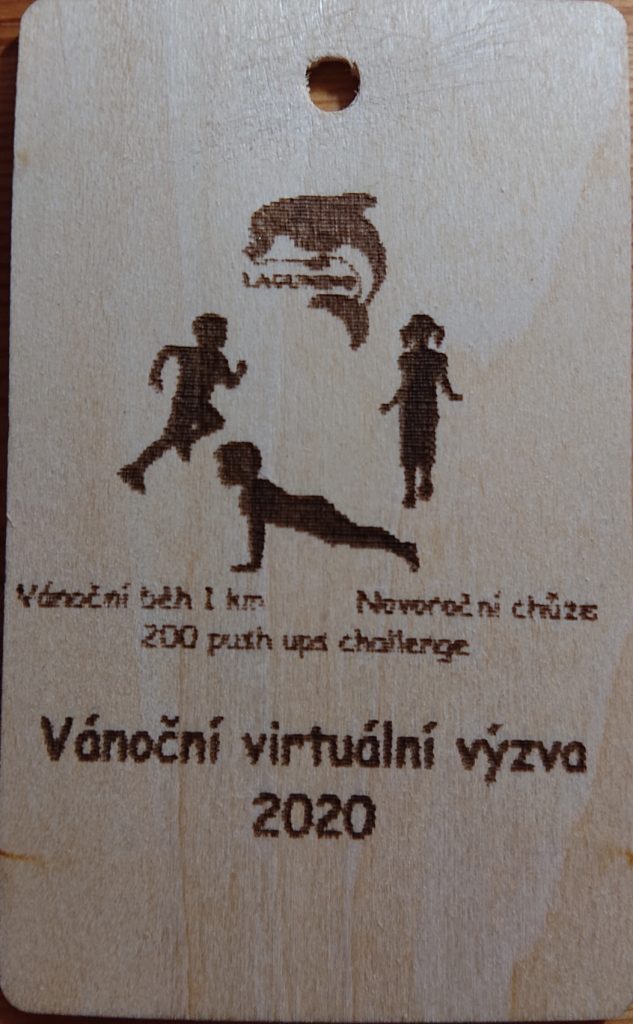 Vánoční běh 1 km Novoroční chůze
200 push ups challenge
Vánoční virtuální výzva
2020